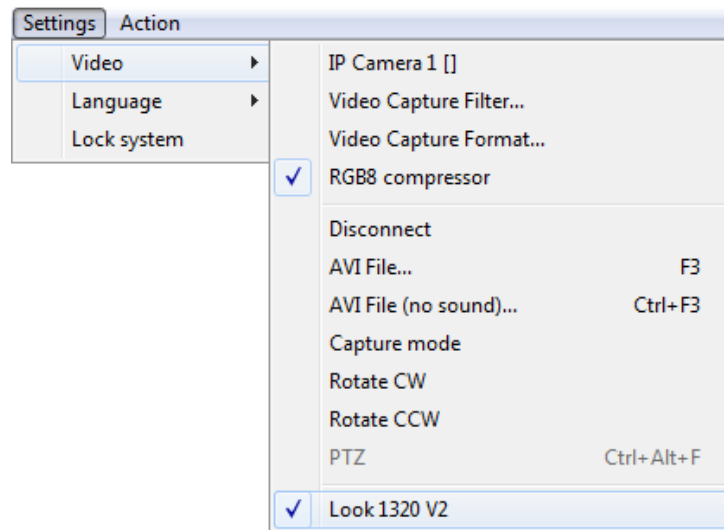 Settings Action
Video
Language
Lock system
IP Camera 1 []
Video Capture Filter...
Video Capture Format...
RGB8 compressor
Disconnect
AVI File... F3
AVI File (no sound)... Ctrl+F3
Capture mode
Rotate CW
Rotate CCW
PTZ Ctrl+Alt+F
Look 1320 V2